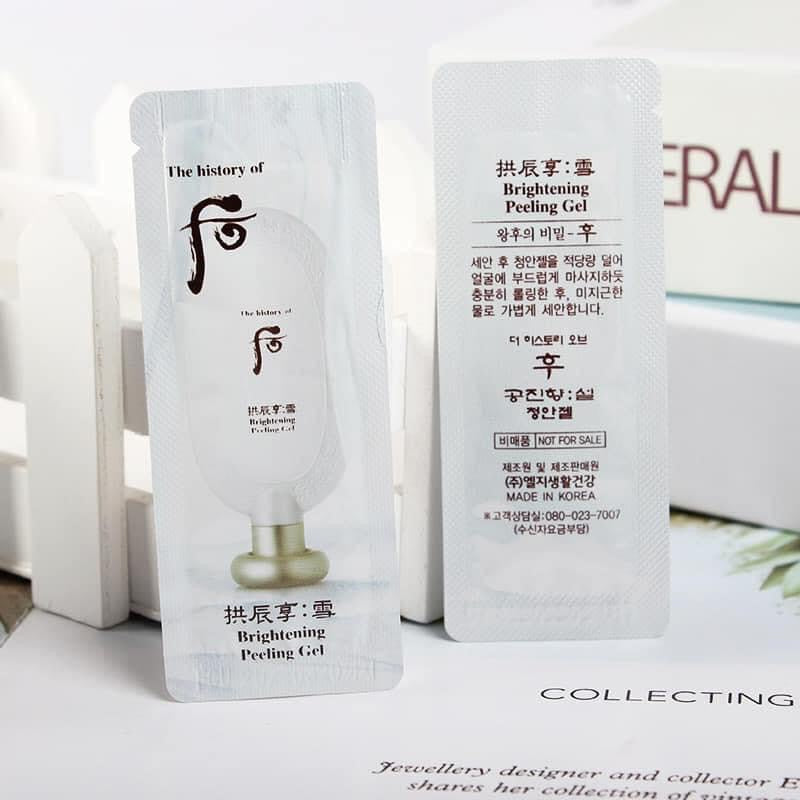 The history of
后
The history of
后
拱辰享:雪
Brightening
Peeling Gel
拱辰享:雪
Brightening
Peeling Gel
拱辰享:雪
Brightening
Peeling Gel
왕후의 비밀-후
세안 후 청안젤을 적당량 덜어
얼굴에 부드럽게 마사지하듯
충분히 롤링한 후, 미지근한
물로 가볍게 세안합니다.
더 히스토리 오브
후
공진향:설
청안젤
비매품 NOT FOR SALE
제조원 및 제조판매원
(주)엘지생활건강
MADE IN KOREA
※고객상담실:080-023-7007
(수신자요금부담)
ERAL
COLLECTING
Jewellery designer and collector E
shares her collection of vintage